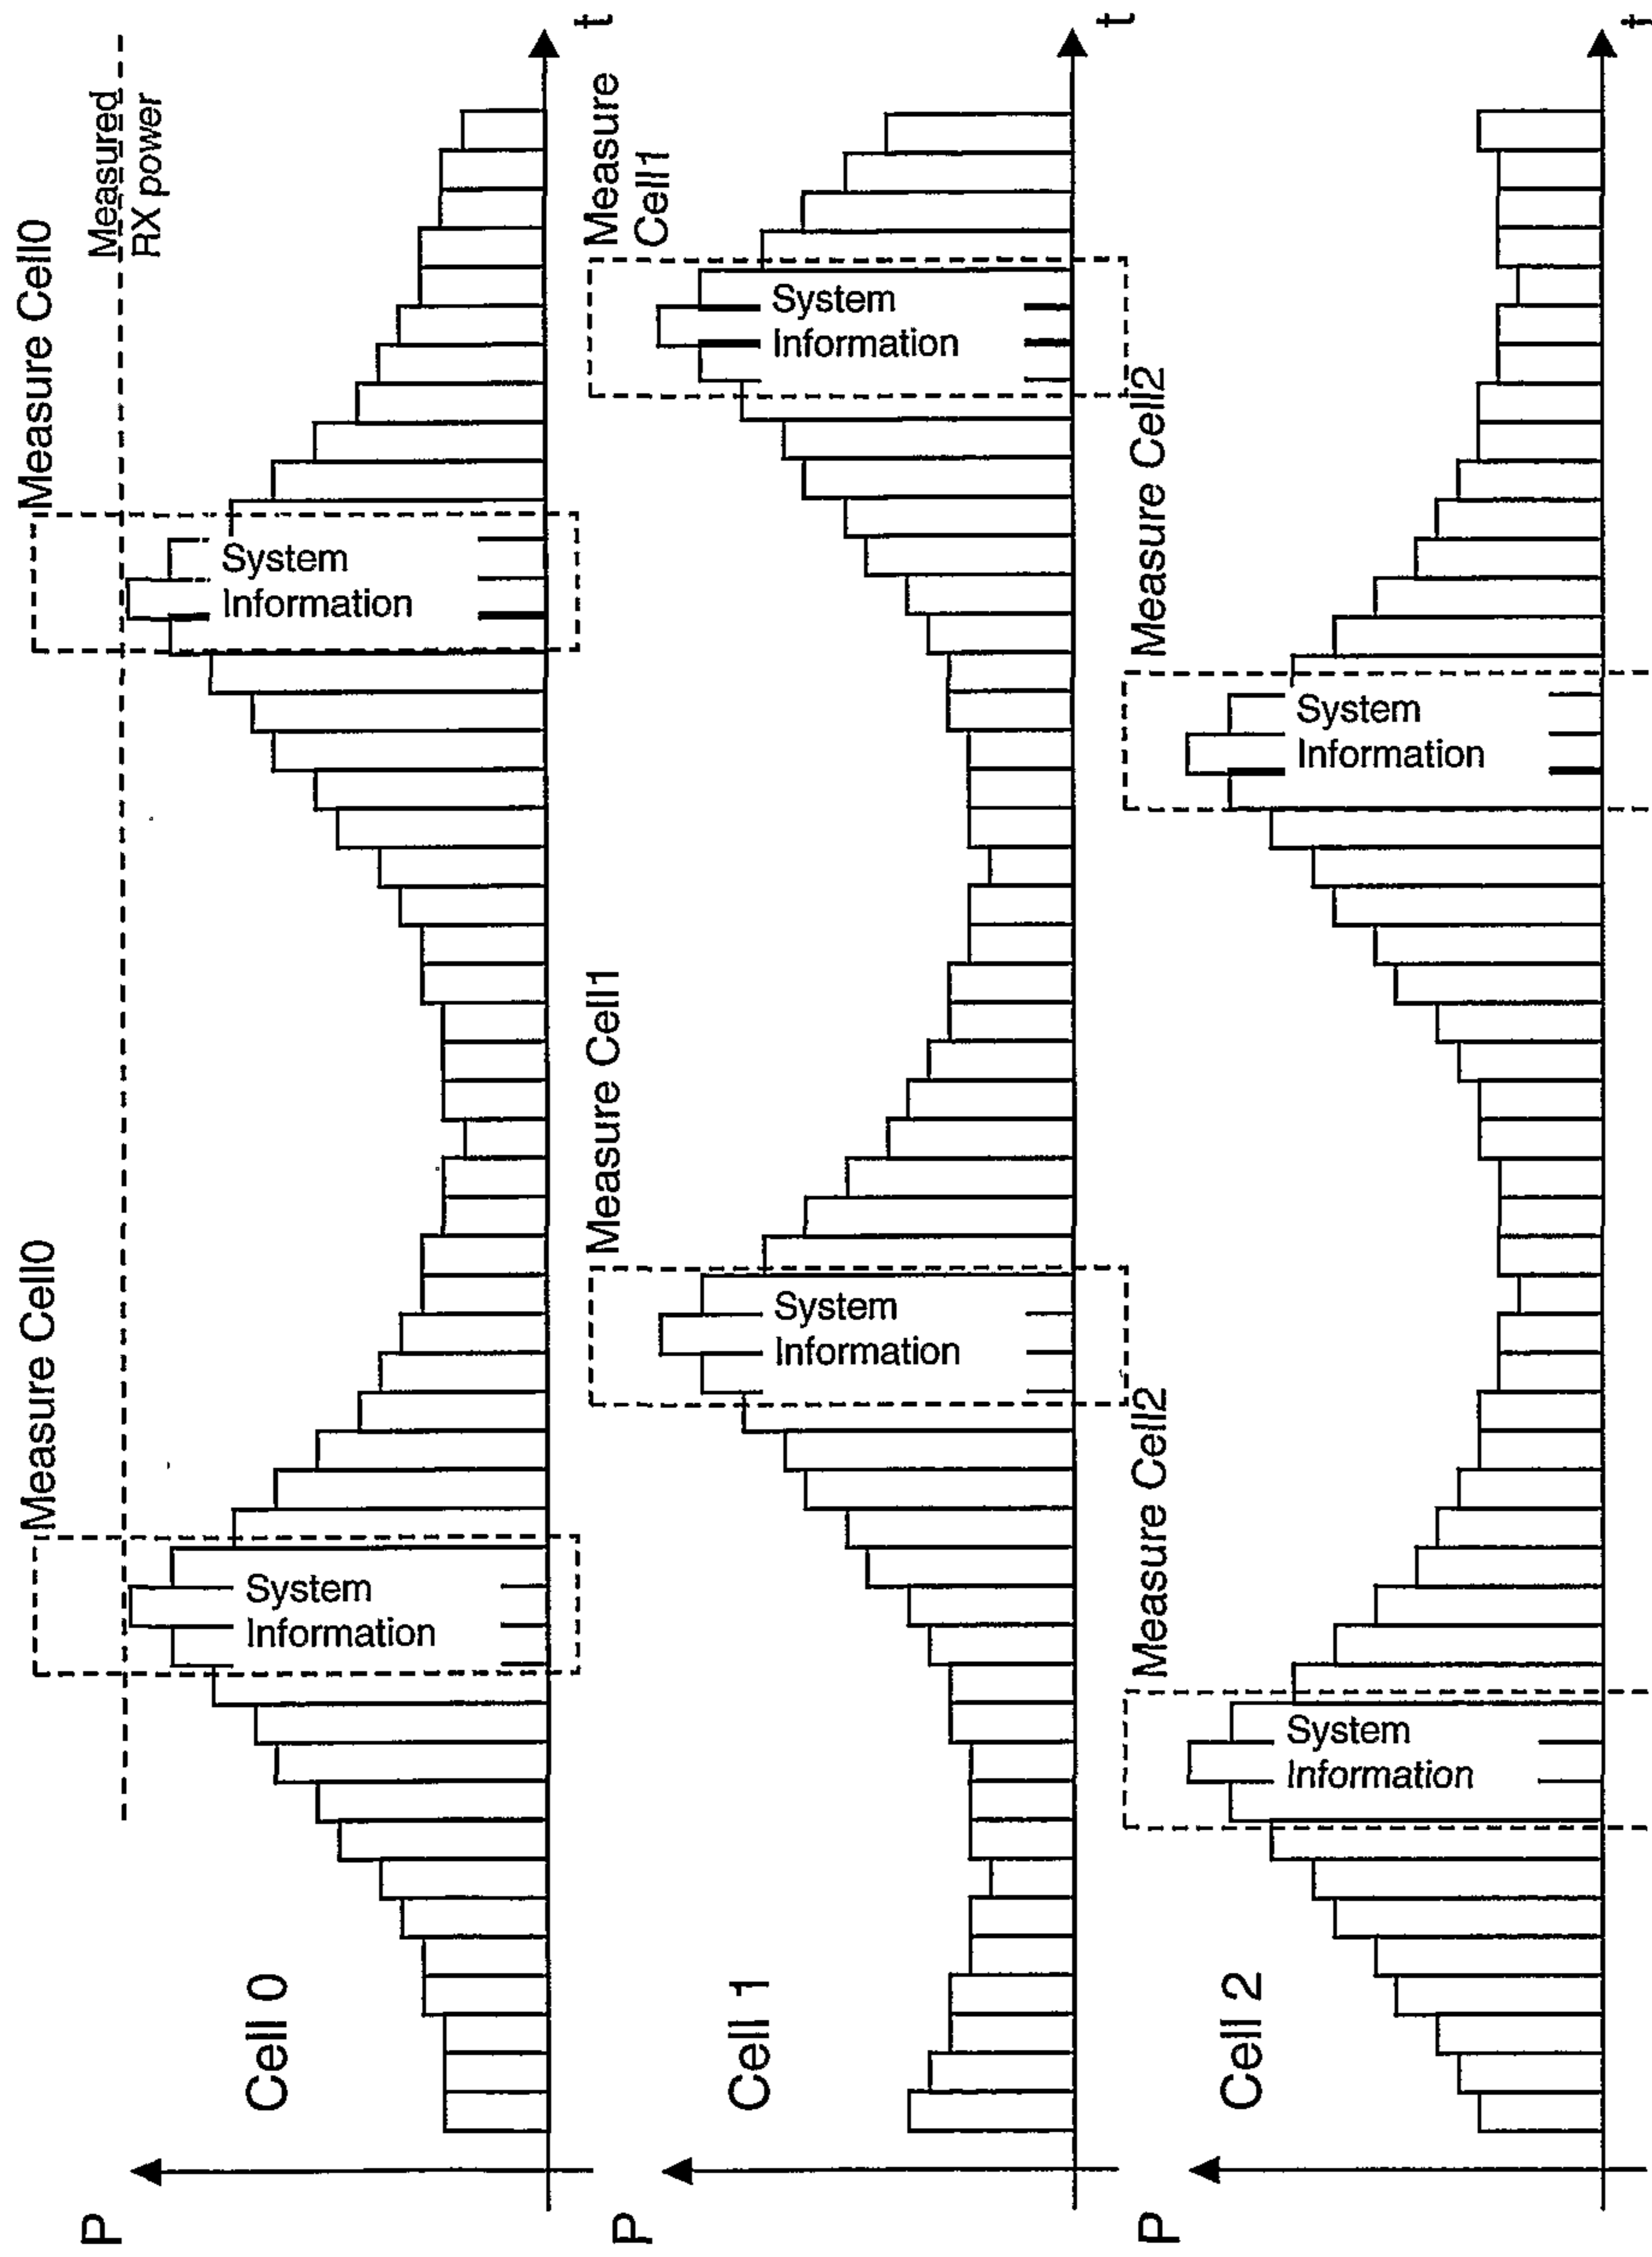 P
Cell 0
Measure Cell0
System
Information
Measure Cell0
System
Information
Measured
RX power
t
P
Cell 1
Measure Cell1
System
Information
Measure
Cell1
System
Information
t
P
Cell 2
Measure Cell2
System
Information
Measure Cell2
System
Information
t